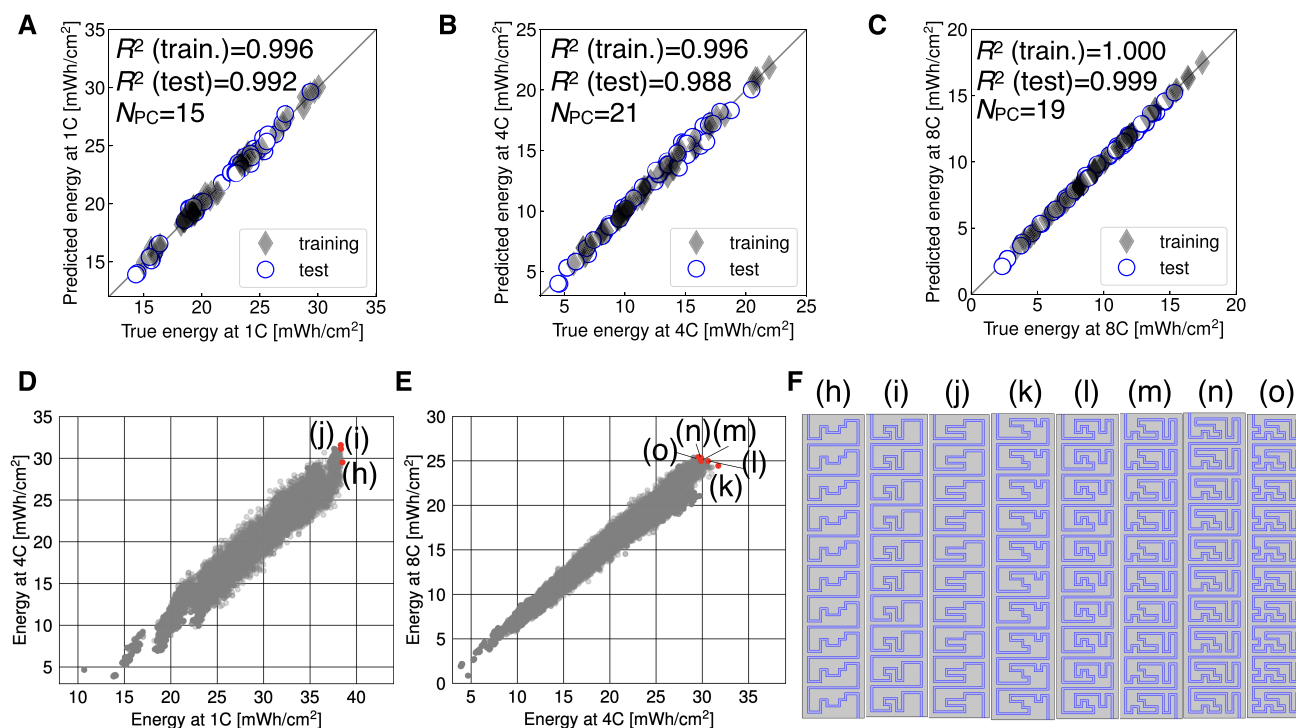 A
Predicted energy at 1C [mWh/cm²]
35
30
25
20
15
R² (train.)=0.996
R² (test)=0.992
N_PC=15
training
test
15 20 25 30 35
True energy at 1C [mWh/cm²]
B
Predicted energy at 4C [mWh/cm²]
25
20
15
10
5
R² (train.)=0.996
R² (test)=0.988
N_PC=21
training
test
5 10 15 20 25
True energy at 4C [mWh/cm²]
C
Predicted energy at 8C [mWh/cm²]
20
15
10
5
0
R² (train.)=1.000
R² (test)=0.999
N_PC=19
training
test
0 5 10 15 20
True energy at 8C [mWh/cm²]
D
Energy at 4C [mWh/cm²]
35
30
25
20
15
10
5
(j) (i)
(h)
10 15 20 25 30 35 40
Energy at 1C [mWh/cm²]
E
Energy at 8C [mWh/cm²]
30
25
20
15
10
5
0
(n) (m)
(o) (l)
(k)
5 10 15 20 25 30 35
Energy at 4C [mWh/cm²]
F
(h) (i) (j) (k) (l) (m) (n) (o)